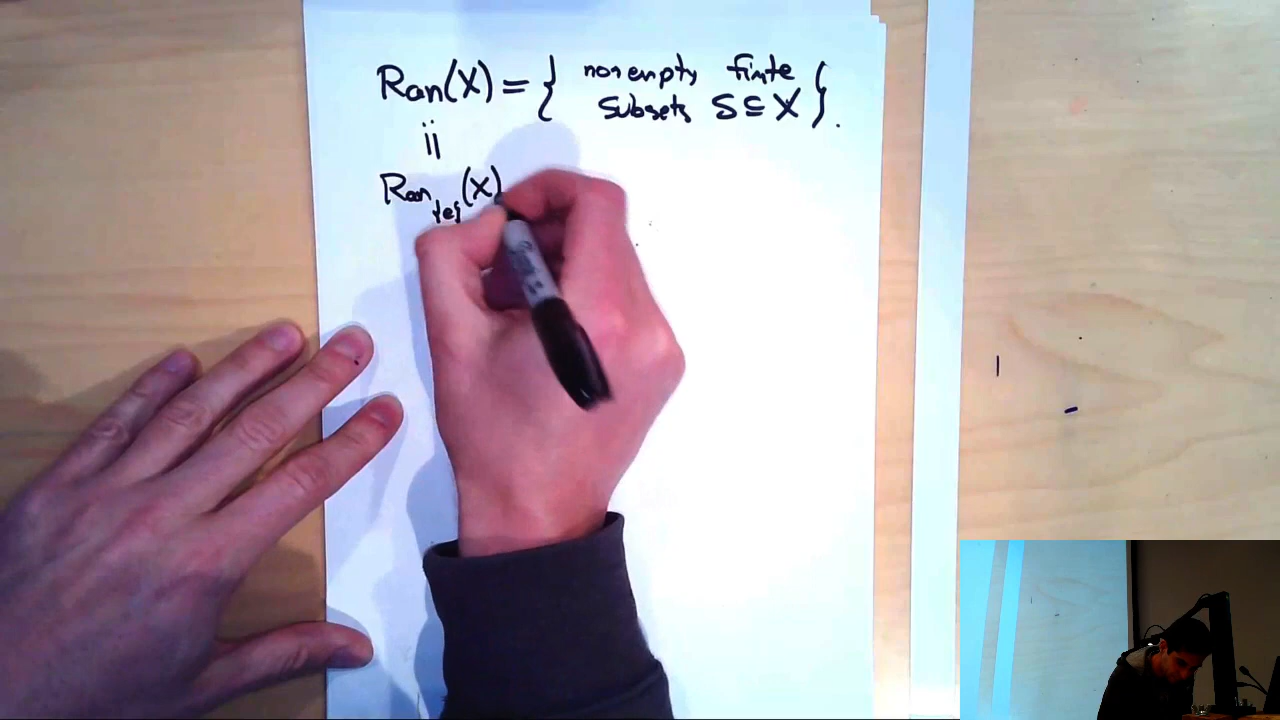 Ran(X) = { nonempty finite
subsets S ⊆ X }.
||
Ran (X)